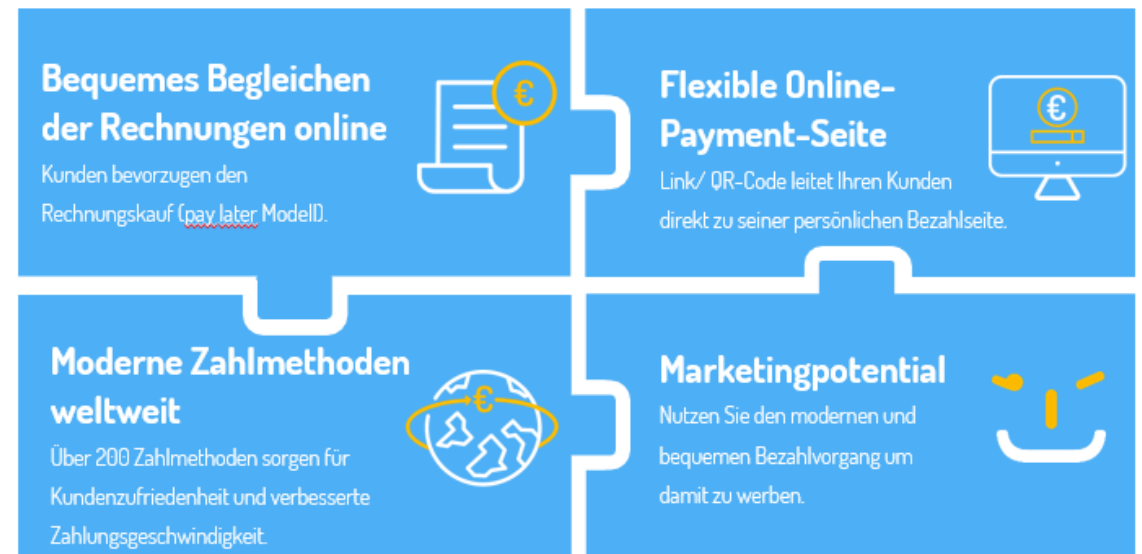 Bequemes Begleichen
der Rechnungen online
Kunden bevorzugen den
Rechnungskauf (pay later Modell).
€
Flexible Online-
Payment-Seite
Link/ QR-Code leitet Ihren Kunden
direkt zu seiner persönlichen Bezahlseite.
€
Moderne Zahlmethoden
weltweit
Über 200 Zahlmethoden sorgen für
Kundenzufriedenheit und verbesserte
Zahlungsgeschwindigkeit.
€
Marketingpotential
Nutzen Sie den modernen und
bequemen Bezahlvorgang um
damit zu werben.